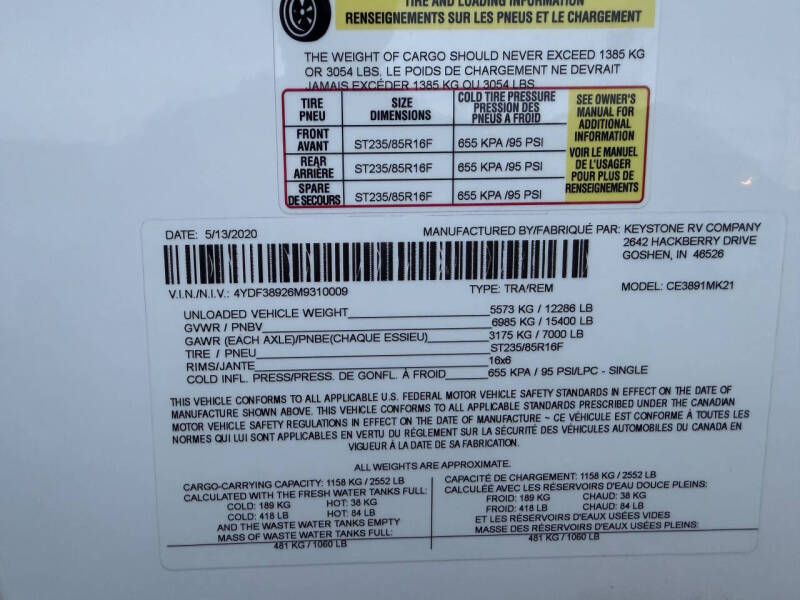 TIRE AND LOADING INFORMATION
RENSEIGNEMENTS SUR LES PNEUS ET LE CHARGEMENT
THE WEIGHT OF CARGO SHOULD NEVER EXCEED 1385 KG
OR 3054 LBS. LE POIDS DE CHARGEMENT NE DEVRAIT
JAMAIS EXCÉDER 1385 KG OU 3054 LBS
TIRE PNEU
SIZE DIMENSIONS
COLD TIRE PRESSURE PRESSION DES PNEUS A FROID
SEE OWNER'S MANUAL FOR ADDITIONAL INFORMATION
VOIR LE MANUEL DE L'USAGER POUR PLUS DE RENSEIGNEMENTS
FRONT AVANT ST235/85R16F 655 KPA /95 PSI
REAR ARRIÈRE ST235/85R16F 655 KPA /95 PSI
SPARE DE SECOURS ST235/85R16F 655 KPA /95 PSI
DATE: 5/13/2020 MANUFACTURED BY/FABRIQUÉ PAR: KEYSTONE RV COMPANY
2642 HACKBERRY DRIVE
GOSHEN, IN 46526
V.I.N./N.I.V.: 4YDF38926M9310009 TYPE: TRA/REM MODEL: CE3891MK21
UNLOADED VEHICLE WEIGHT 5573 KG / 12286 LB
GVWR / PNBV 6985 KG / 15400 LB
GAWR (EACH AXLE)/PNBE(CHAQUE ESSIEU) 3175 KG / 7000 LB
TIRE / PNEU ST235/85R16F
RIMS/JANTE 16x6
COLD INFL. PRESS/PRESS. DE GONFL. À FROID 655 KPA / 95 PSI/LPC - SINGLE
THIS VEHICLE CONFORMS TO ALL APPLICABLE U.S. FEDERAL MOTOR VEHICLE SAFETY STANDARDS IN EFFECT ON THE DATE OF
MANUFACTURE SHOWN ABOVE. THIS VEHICLE CONFORMS TO ALL APPLICABLE STANDARDS PRESCRIBED UNDER THE CANADIAN
MOTOR VEHICLE SAFETY REGULATIONS IN EFFECT ON THE DATE OF MANUFACTURE ~ CE VÉHICULE EST CONFORME À TOUTES LES
NORMES QUI LUI SONT APPLICABLES EN VERTU DU RÈGLEMENT SUR LA SÉCURITÉ DES VÉHICULES AUTOMOBILES DU CANADA EN
VIGUEUR À LA DATE DE SA FABRICATION.
ALL WEIGHTS ARE APPROXIMATE.
CARGO-CARRYING CAPACITY: 1158 KG / 2552 LB
CALCULATED WITH THE FRESH WATER TANKS FULL:
COLD: 189 KG HOT: 38 KG
COLD: 418 LB HOT: 84 LB
AND THE WASTE WATER TANKS EMPTY
MASS OF WASTE WATER TANKS FULL:
481 KG / 1060 LB
CAPACITÉ DE CHARGEMENT: 1158 KG / 2552 LB
CALCULÉE AVEC LES RÉSERVOIRS D'EAU DOUCE PLEINS:
FROID: 189 KG CHAUD: 38 KG
FROID: 418 LB CHAUD: 84 LB
ET LES RÉSERVOIRS D'EAUX USÉES VIDES
MASSE DES RÉSERVOIRS D'EAUX USÉES PLEINS:
481 KG / 1060 LB